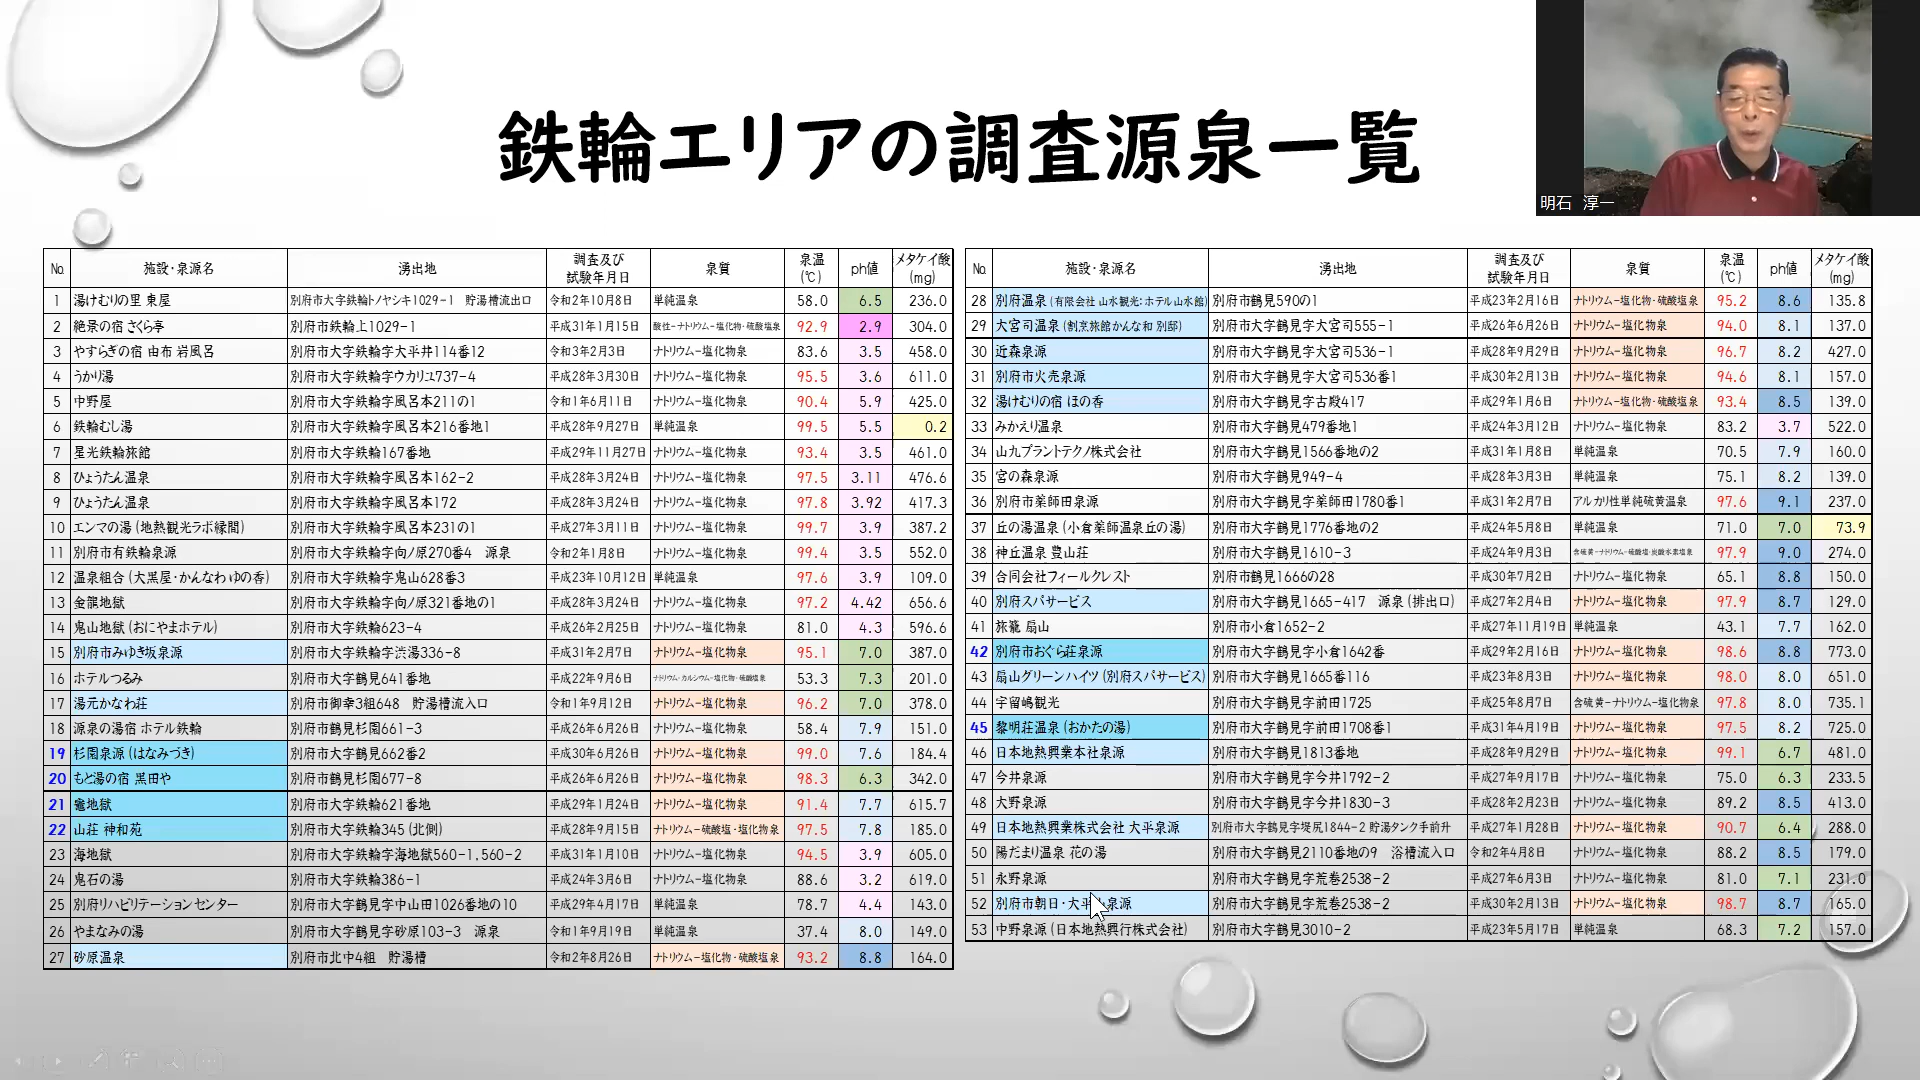 鉄輪エリアの調査源泉一覧
明石 淳一
No. 施設・泉源名 湧出地 調査及び試験年月日 泉質 泉温(℃) ph値 メタケイ酸(mg)
1 湯けむりの里 東屋 別府市大字鉄輪トノヤシキ1029-1 貯湯槽流出口 令和2年10月8日 単純温泉 58.0 6.5 236.0
2 絶景の宿 さくら亭 別府市鉄輪上1029-1 平成31年1月15日 酸性-ナトリウム-塩化物・硫酸塩泉 92.9 2.9 304.0
3 やすらぎの宿 由布 岩風呂 別府市大字鉄輪字大平井114番12 令和3年2月3日 ナトリウム-塩化物泉 83.6 3.5 458.0
4 うかり湯 別府市大字鉄輪字ウカリユ737-4 平成28年3月30日 ナトリウム-塩化物泉 95.5 3.6 611.0
5 中野屋 別府市大字鉄輪字風呂本211の1 令和1年6月11日 ナトリウム-塩化物泉 90.4 5.9 425.0
6 鉄輪むし湯 別府市大字鉄輪字風呂本216番地1 平成28年9月27日 単純温泉 99.5 5.5 0.2
7 星光鉄輪旅館 別府市大字鉄輪167番地 平成29年11月27日 ナトリウム-塩化物泉 93.4 3.5 461.0
8 ひょうたん温泉 別府市大字鉄輪字風呂本162-2 平成28年3月24日 ナトリウム-塩化物泉 97.5 3.11 476.6
9 ひょうたん温泉 別府市大字鉄輪字風呂本172 平成28年3月24日 ナトリウム-塩化物泉 97.8 3.92 417.3
10 エンマの湯 (地熱観光ラボ縁間) 別府市大字鉄輪字風呂本231の1 平成27年3月11日 ナトリウム-塩化物泉 99.7 3.9 387.2
11 別府市有鉄輪泉源 別府市大字鉄輪字向ノ原270番4 源泉 令和2年1月8日 ナトリウム-塩化物泉 99.4 3.5 552.0
12 温泉組合 (大黒屋・かんなわ ゆの香) 別府市大字鉄輪字鬼山628番3 平成23年10月12日 単純温泉 97.6 3.9 109.0
13 金龍地獄 別府市大字鉄輪字向ノ原321番地の1 平成28年3月24日 ナトリウム-塩化物泉 97.2 4.42 656.6
14 鬼山地獄 (おにやまホテル) 別府市大字鉄輪623-4 平成26年2月25日 ナトリウム-塩化物泉 81.0 4.3 596.6
15 別府市みゆき坂泉源 別府市大字鉄輪字渋湯336-8 平成31年2月7日 ナトリウム-塩化物泉 95.1 7.0 387.0
16 ホテルつるみ 別府市大字鶴見641番地 平成22年9月6日 ナトリウム・カルシウム-塩化物・硫酸塩泉 53.3 7.3 201.0
17 湯元かなわ荘 別府市御幸3組648 貯湯槽流入口 令和1年9月12日 ナトリウム-塩化物泉 96.2 7.0 378.0
18 源泉の湯宿 ホテル鉄輪 別府市鶴見杉園661-3 平成26年6月26日 ナトリウム-塩化物泉 58.4 7.9 151.0
19 杉園泉源 (はなみづき) 別府市大字鶴見662番2 平成30年6月26日 ナトリウム-塩化物泉 99.0 7.6 184.4
20 もと湯の宿 黒田や 別府市鶴見杉園677-8 平成26年6月26日 ナトリウム-塩化物泉 98.3 6.3 342.0
21 竈地獄 別府市大字鉄輪621番地 平成29年1月24日 ナトリウム-塩化物泉 91.4 7.7 615.7
22 山荘 神和苑 別府市大字鉄輪345 (北側) 平成28年9月15日 ナトリウム-硫酸塩・塩化物泉 97.5 7.8 185.0
23 海地獄 別府市大字鉄輪字海地獄560-1,560-2 平成31年1月10日 ナトリウム-塩化物泉 94.5 3.9 605.0
24 鬼石の湯 別府市大字鉄輪386-1 平成24年3月6日 ナトリウム-塩化物泉 88.6 3.2 619.0
25 別府リハビリテーションセンター 別府市大字鶴見字中山田1026番地の10 平成29年4月17日 単純温泉 78.7 4.4 143.0
26 やまなみの湯 別府市大字鶴見字砂原103-3 源泉 令和1年9月19日 単純温泉 37.4 8.0 149.0
27 砂原温泉 別府市北中4組 貯湯槽 令和2年8月26日 ナトリウム-塩化物・硫酸塩泉 93.2 8.8 164.0
No. 施設・泉源名 湧出地 調査及び試験年月日 泉質 泉温(℃) ph値 メタケイ酸(mg)
28 別府温泉 (有限会社 山水観光:ホテル山水館) 別府市鶴見590の1 平成23年2月16日 ナトリウム-塩化物・硫酸塩泉 95.2 8.6 135.8
29 大宮司温泉 (割烹旅館かんな和 別邸) 別府市大字鶴見字大宮司555-1 平成26年6月26日 ナトリウム-塩化物泉 94.0 8.1 137.0
30 近森泉源 別府市大字鶴見字大宮司536-1 平成28年9月29日 ナトリウム-塩化物泉 96.7 8.2 427.0
31 別府市火売泉源 別府市大字鶴見字大宮司536番1 平成30年2月13日 ナトリウム-塩化物泉 94.6 8.1 157.0
32 湯けむりの宿 ほの香 別府市大字鶴見字古殿417 平成29年1月6日 ナトリウム-塩化物・硫酸塩泉 93.4 8.5 139.0
33 みかえり温泉 別府市大字鶴見479番地1 平成24年3月12日 ナトリウム-塩化物泉 83.2 3.7 522.0
34 山九プラントテクノ株式会社 別府市大字鶴見1566番地の2 平成31年1月8日 単純温泉 70.5 7.9 160.0
35 宮の森泉源 別府市大字鶴見949-4 平成28年3月3日 単純温泉 75.1 8.2 139.0
36 別府市薬師田泉源 別府市大字鶴見字薬師田1780番1 平成31年2月7日 アルカリ性単純硫黄温泉 97.6 9.1 237.0
37 丘の湯温泉 (小倉薬師温泉丘の湯) 別府市大字鶴見1776番地の2 平成24年5月8日 単純温泉 71.0 7.0 73.9
38 神丘温泉 豊山荘 別府市大字鶴見1610-3 平成24年9月3日 含硫黄-ナトリウム-硫酸塩・炭酸水素塩泉 97.9 9.0 274.0
39 合同会社フィールクレスト 別府市鶴見1666の28 平成30年7月2日 ナトリウム-塩化物泉 65.1 8.8 150.0
40 別府スパサービス 別府市大字鶴見1665-417 源泉 (排出口) 平成27年2月4日 ナトリウム-塩化物泉 97.9 8.7 129.0
41 旅籠 扇山 別府市小倉1652-2 平成27年11月19日 単純温泉 43.1 7.7 162.0
42 別府市おぐら荘泉源 別府市大字鶴見字小倉1642番 平成29年2月16日 ナトリウム-塩化物泉 98.6 8.8 773.0
43 扇山グリーンハイツ (別府スパサービス) 別府市大字鶴見1665番116 平成23年8月3日 ナトリウム-塩化物泉 98.0 8.0 651.0
44 宇留嶋観光 別府市大字鶴見字前田1725 平成25年8月7日 含硫黄-ナトリウム-塩化物泉 97.8 8.0 735.1
45 黎明荘温泉 (おかたの湯) 別府市大字鶴見字前田1708番1 平成31年4月19日 ナトリウム-塩化物泉 97.5 8.2 725.0
46 日本地熱興業本社泉源 別府市大字鶴見1813番地 平成28年9月29日 ナトリウム-塩化物泉 99.1 6.7 481.0
47 今井泉源 別府市大字鶴見字今井1792-2 平成27年9月17日 ナトリウム-塩化物泉 75.0 6.3 233.5
48 大野泉源 別府市大字鶴見字今井1830-3 平成28年2月23日 ナトリウム-塩化物泉 89.2 8.5 413.0
49 日本地熱興業株式会社 大平泉源 別府市大字鶴見字堤尻1844-2 貯湯タンク手前升 平成27年1月28日 ナトリウム-塩化物泉 90.7 6.4 288.0
50 陽だまり温泉 花の湯 別府市大字鶴見2110番地の9 浴槽流入口 令和2年4月8日 ナトリウム-塩化物泉 88.2 8.5 179.0
51 永野泉源 別府市大字鶴見字荒巻2538-2 平成27年6月3日 ナトリウム-塩化物泉 81.0 7.1 231.0
52 別府市朝日・大平山泉源 別府市大字鶴見字荒巻2538-2 平成30年2月13日 ナトリウム-塩化物泉 98.7 8.7 165.0
53 中野泉源 (日本地熱興行株式会社) 別府市大字鶴見3010-2 平成23年5月17日 単純温泉 68.3 7.2 157.0